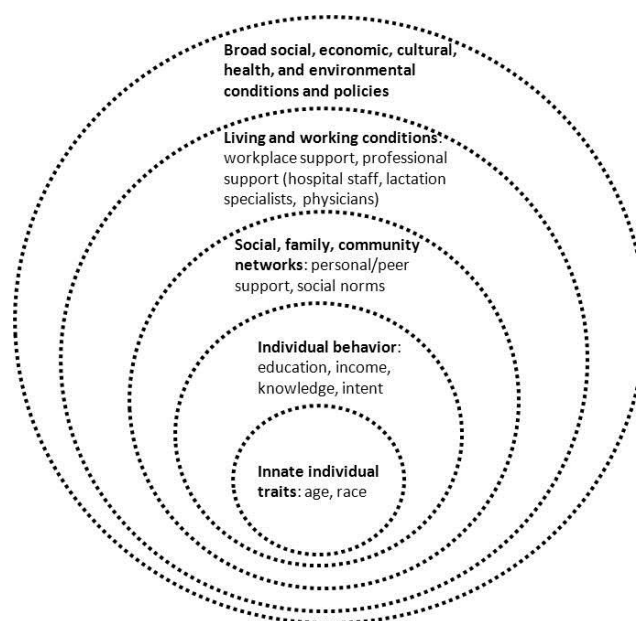 Broad social, economic, cultural,
health, and environmental
conditions and policies
Living and working conditions:
workplace support, professional
support (hospital staff, lactation
specialists, physicians)
Social, family, community
networks: personal/peer
support, social norms
Individual behavior:
education, income,
knowledge, intent
Innate individual
traits: age, race